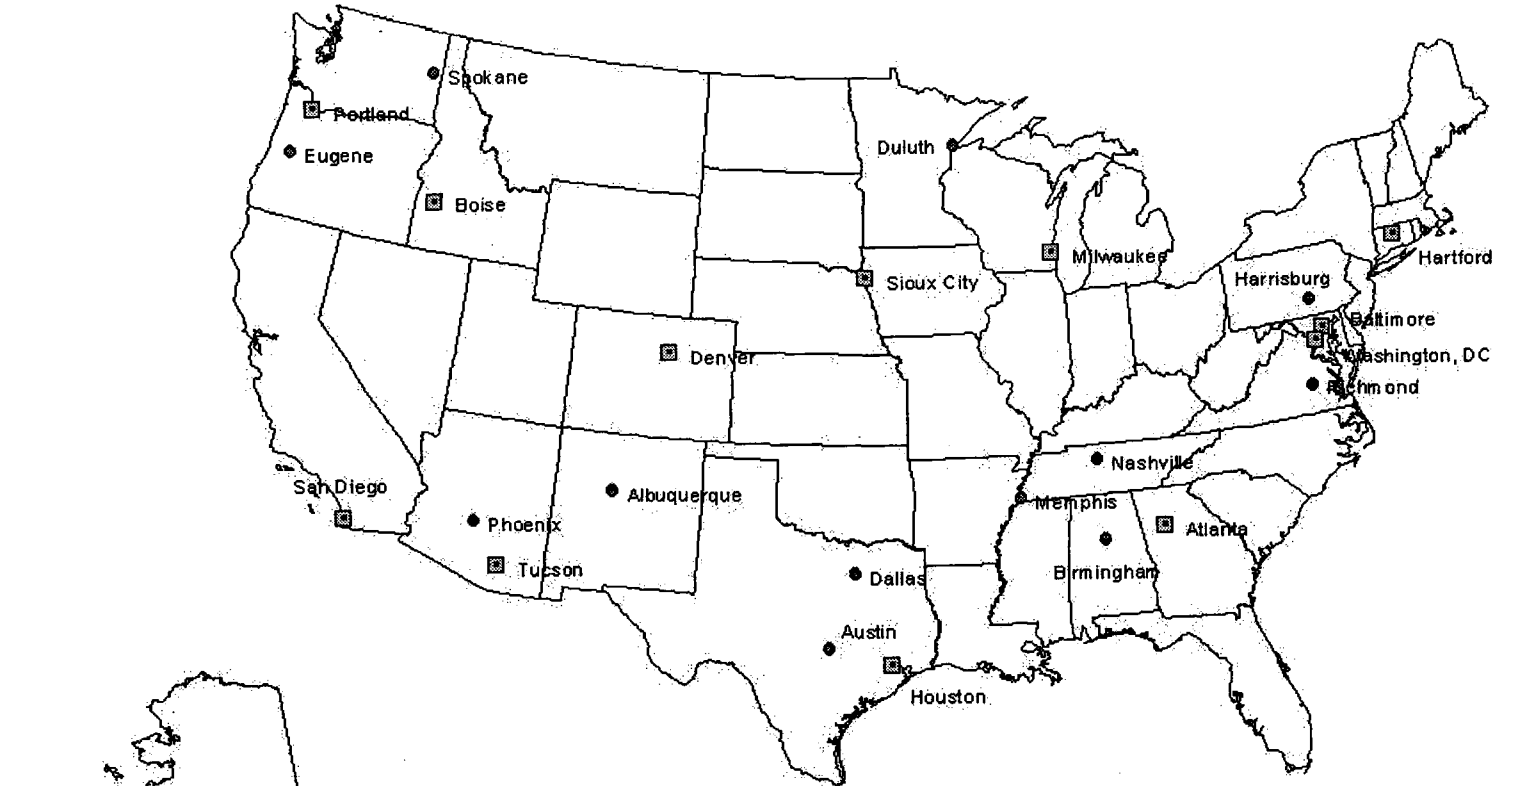 Spokane
Portland
Eugene
Duluth
Boise
Milwaukee
Hartford
Harrisburg
Sioux City
Baltimore
Denver
Washington, DC
Richmond
Nashville
San Diego
Albuquerque
Memphis
Phoenix
Atlanta
Tucson
Birmingham
Dallas
Austin
Houston